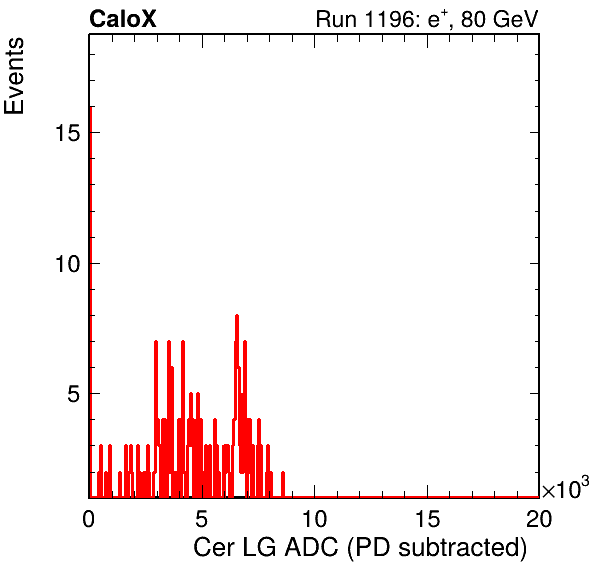 CaloX Run 1196: e⁺, 80 GeV
Events
15
10
5
0 5 10 15 20 ×10³
Cer LG ADC (PD subtracted)